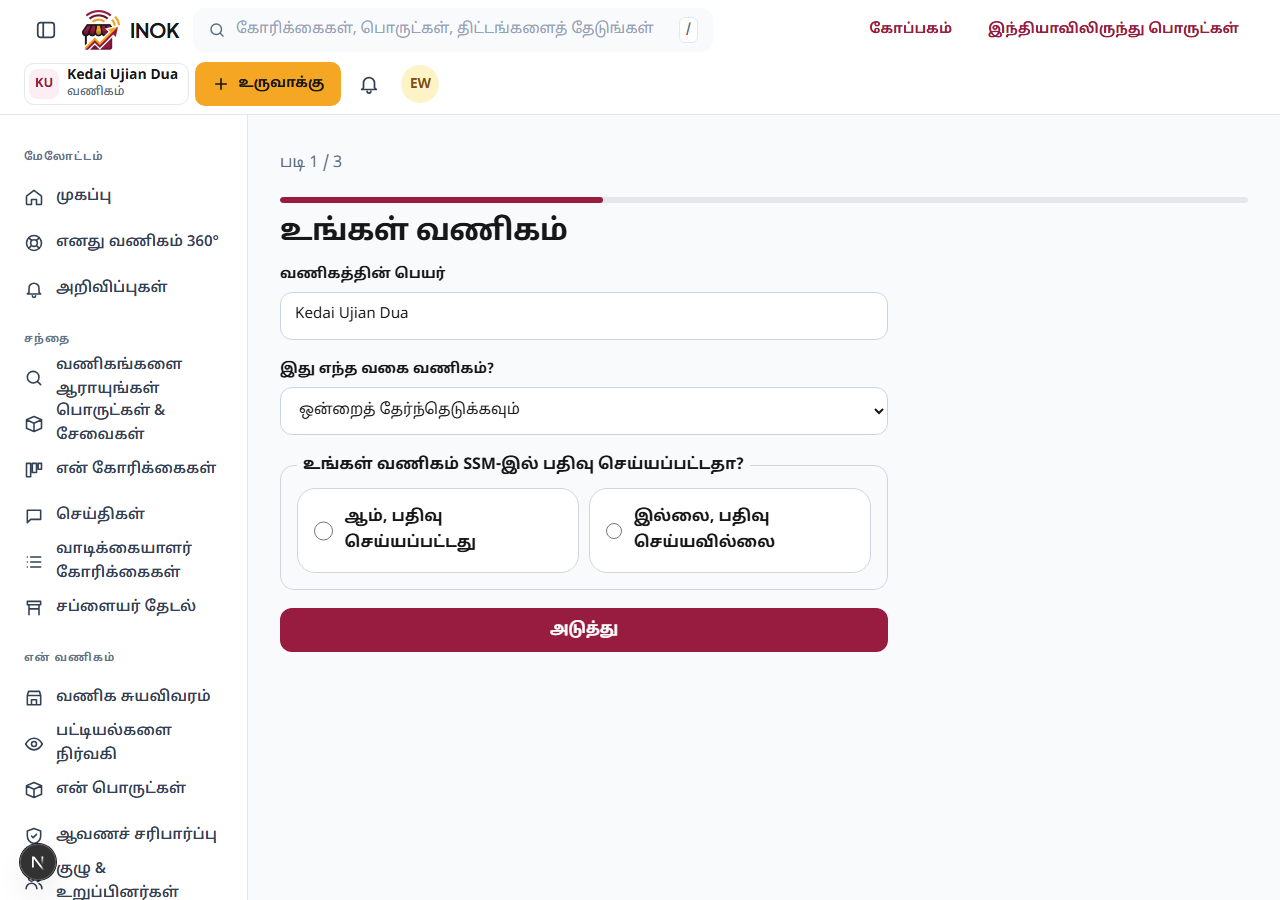 INOK
கோரிக்கைகள், பொருட்கள், திட்டங்களைத் தேடுங்கள்
/
கோப்பகம்
இந்தியாவிலிருந்து பொருட்கள்
KU
Kedai Ujian Dua
வணிகம்
+ உருவாக்கு
EW
மேலோட்டம்
முகப்பு
எனது வணிகம் 360°
அறிவிப்புகள்
சந்தை
வணிகங்களை
ஆராயுங்கள்
பொருட்கள் &
சேவைகள்
என் கோரிக்கைகள்
செய்திகள்
வாடிக்கையாளர்
கோரிக்கைகள்
சப்ளையர் தேடல்
என் வணிகம்
வணிக சுயவிவரம்
பட்டியல்களை
நிர்வகி
என் பொருட்கள்
ஆவணச் சரிபார்ப்பு
குழு &
உறுப்பினர்கள்
N
படி 1 / 3
உங்கள் வணிகம்
வணிகத்தின் பெயர்
Kedai Ujian Dua
இது எந்த வகை வணிகம்?
ஒன்றைத் தேர்ந்தெடுக்கவும்
உங்கள் வணிகம் SSM-இல் பதிவு செய்யப்பட்டதா?
ஆம், பதிவு
செய்யப்பட்டது
இல்லை, பதிவு
செய்யவில்லை
அடுத்து